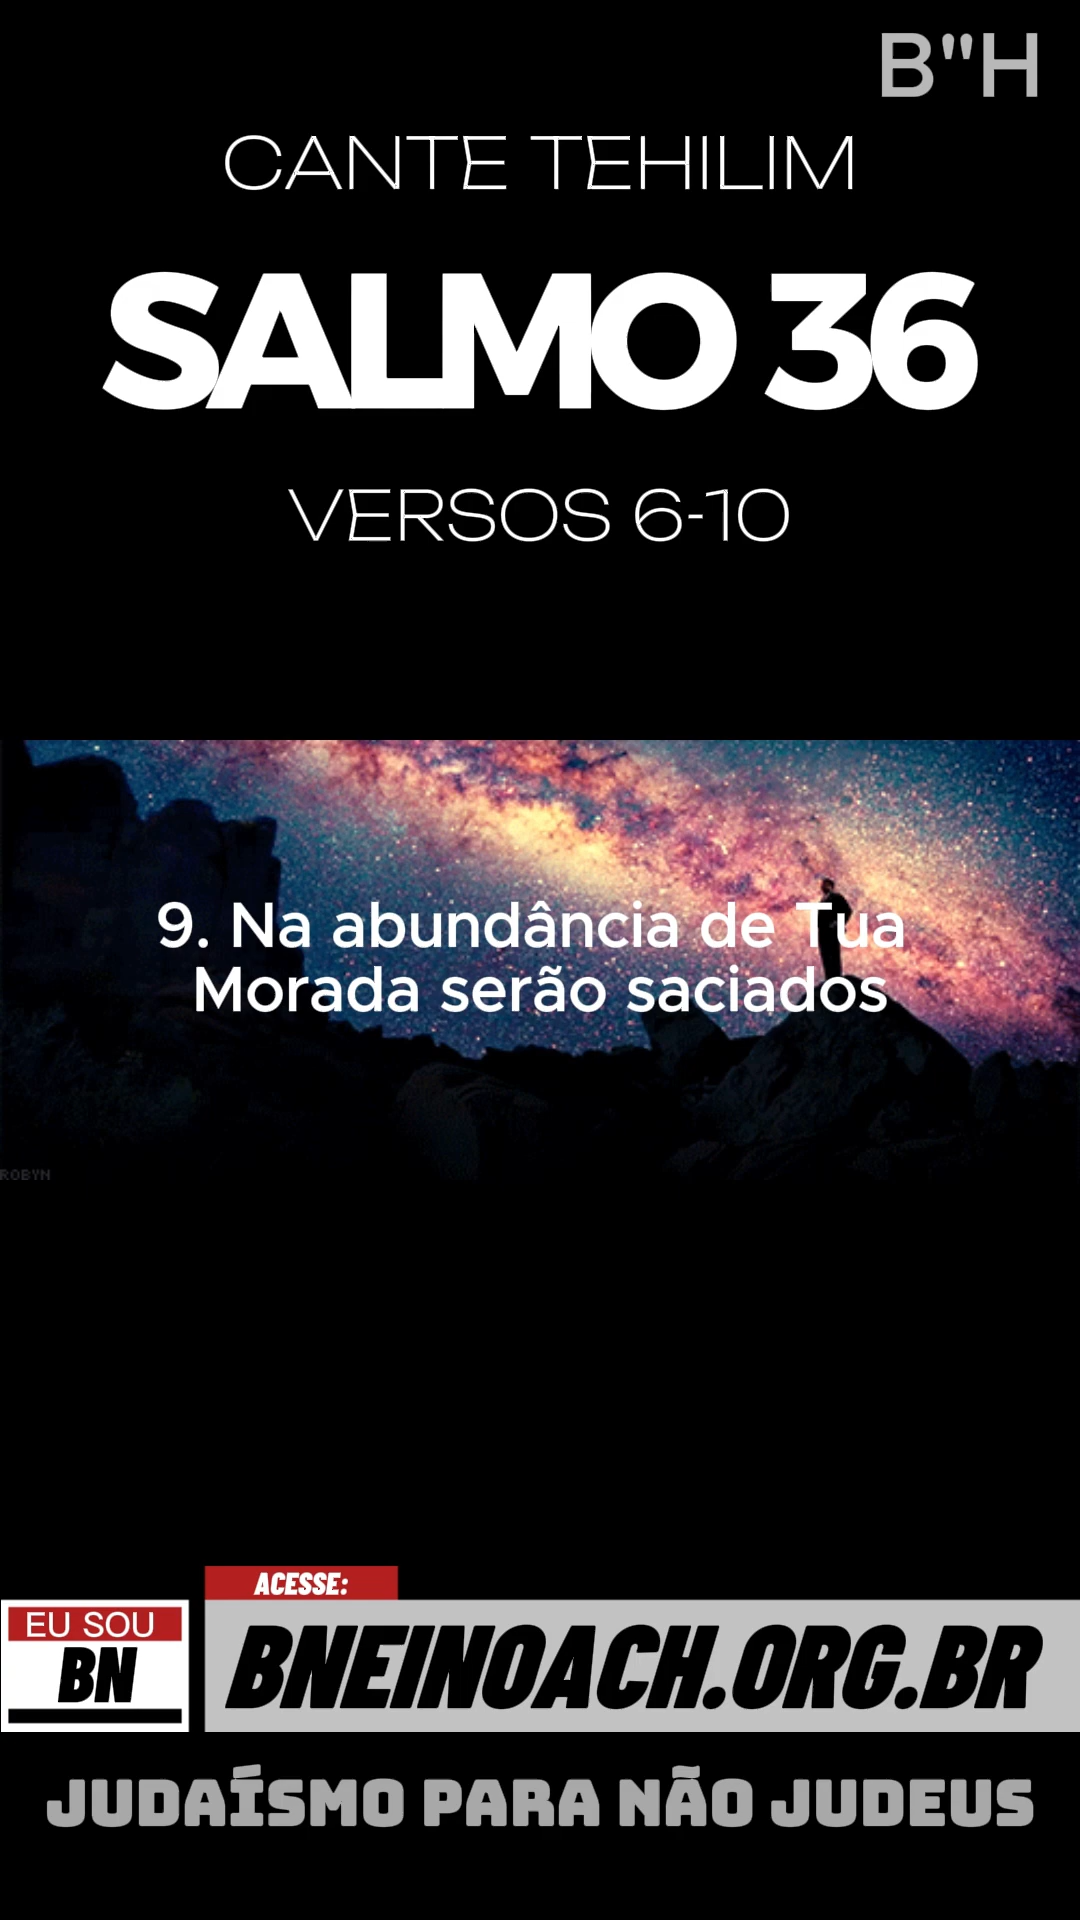 B"H
CANTE TEHILIM
SALMO 36
VERSOS 6-10
9. Na abundância de Tua
Morada serão saciados
ROBYN
ACESSE:
EU SOU
BN
BNEINOACH.ORG.BR
JUDAÍSMO PARA NÃO JUDEUS